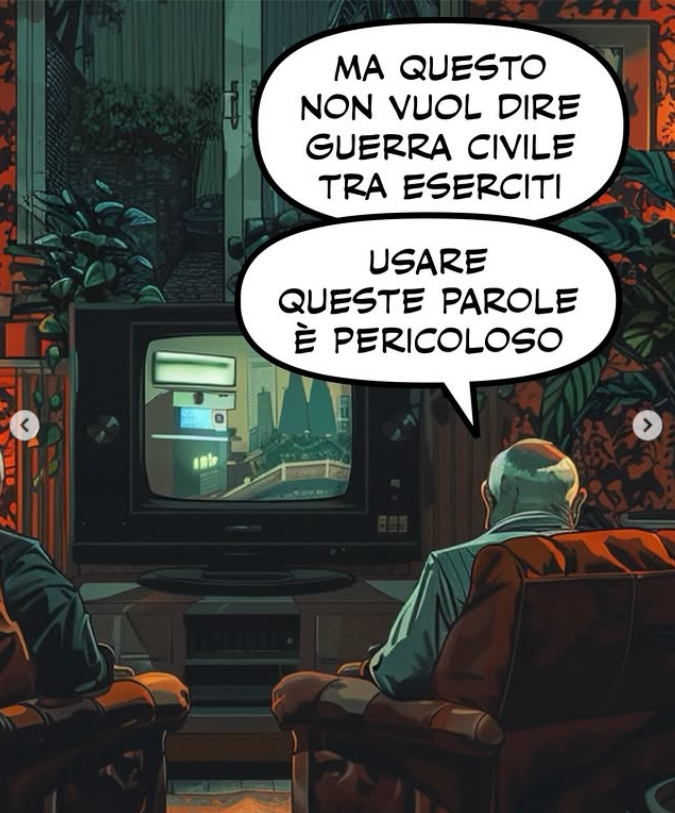 MA QUESTO
NON VUOL DIRE
GUERRA CIVILE
TRA ESERCITI
USARE
QUESTE PAROLE
È PERICOLOSO